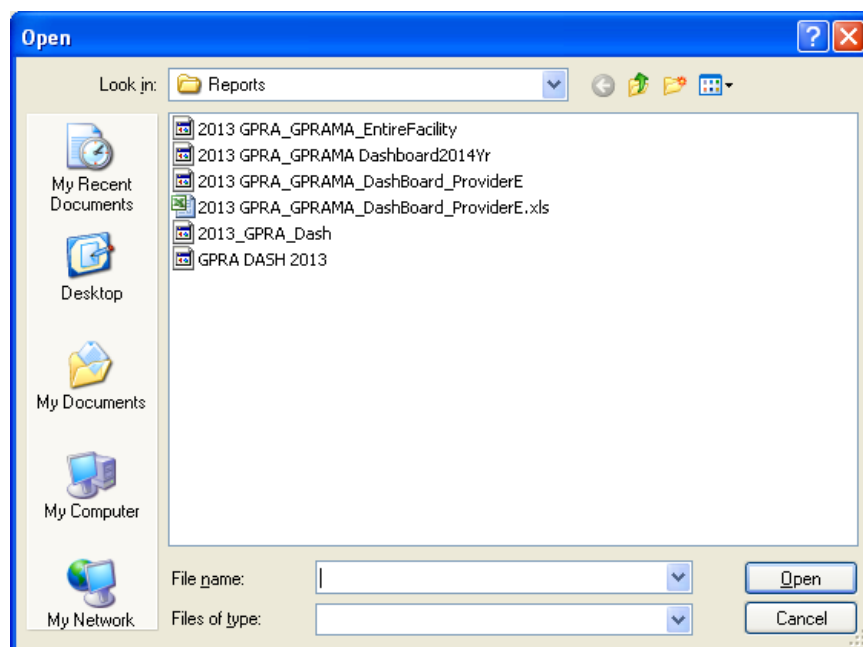 Open
Look in:
Reports
My Recent
Documents
Desktop
My Documents
My Computer
My Network
2013 GPRA_GPRAMA_EntireFacility
2013 GPRA_GPRAMA Dashboard2014Yr
2013 GPRA_GPRAMA_DashBoard_ProviderE
2013 GPRA_GPRAMA_DashBoard_ProviderE.xls
2013_GPRA_Dash
GPRA DASH 2013
File name:
Open
Files of type:
Cancel